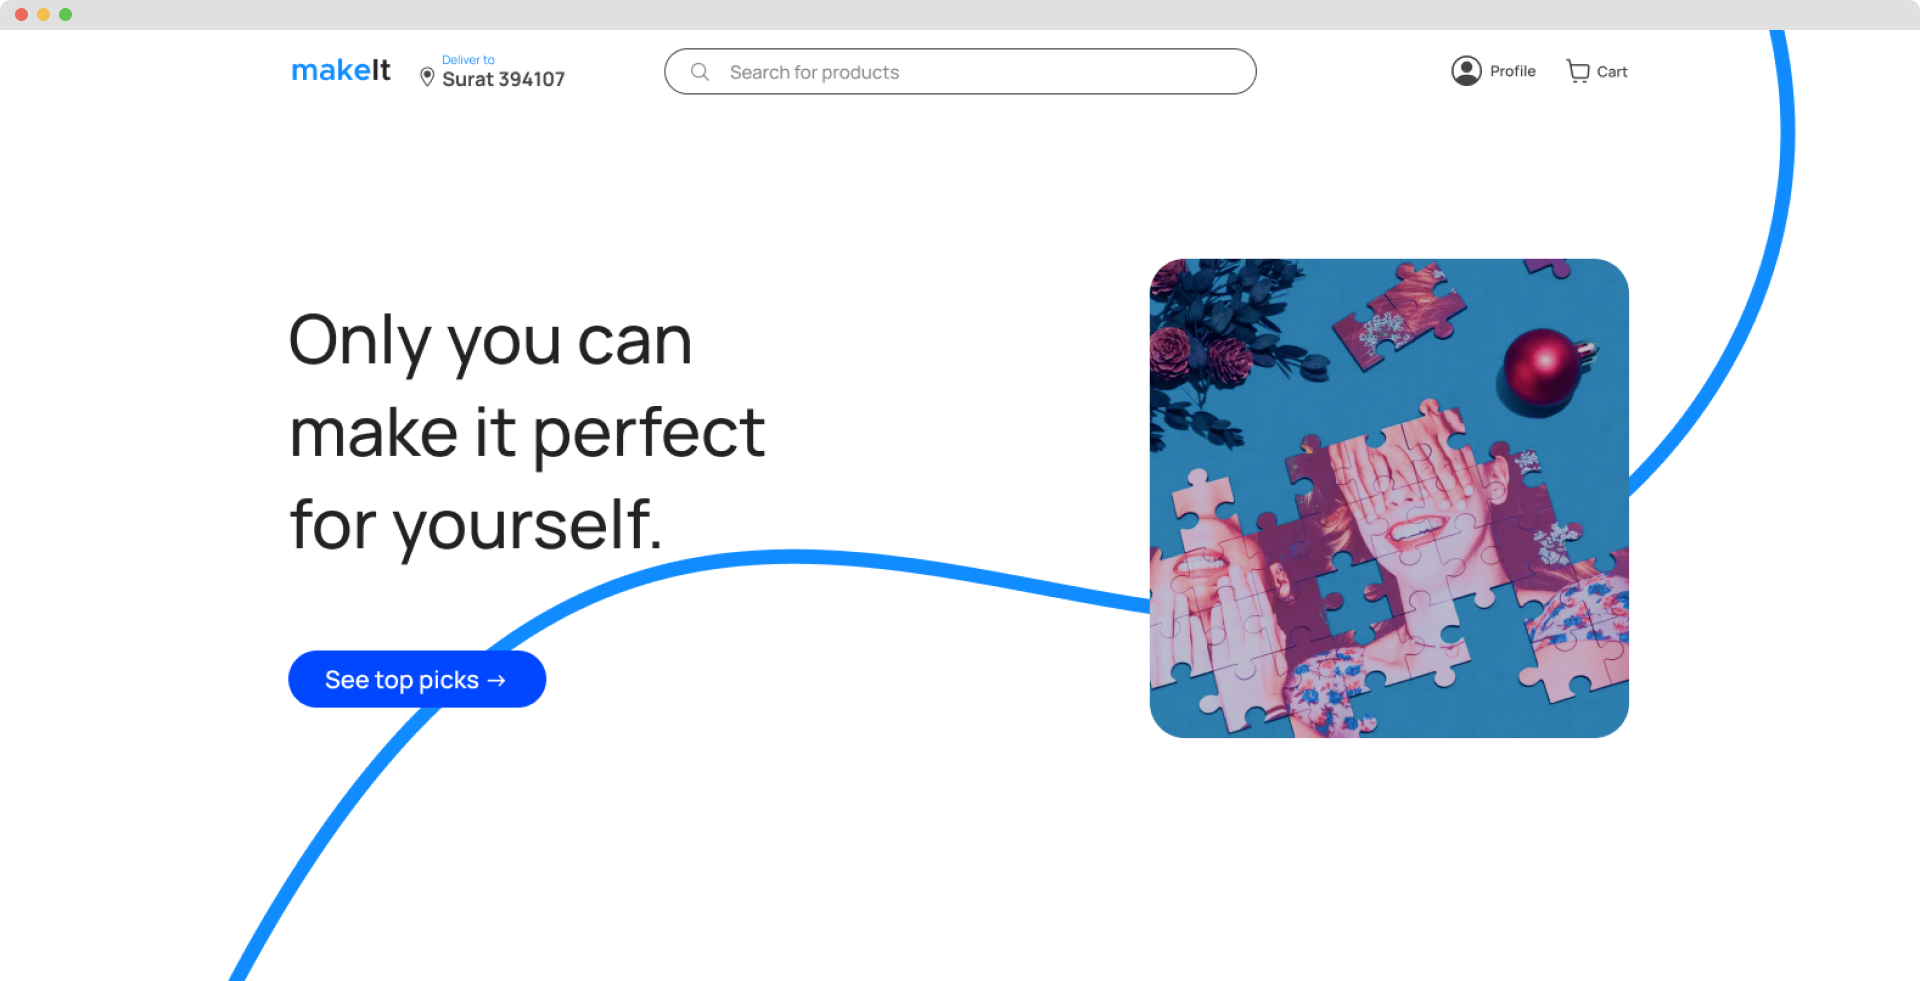 makeIt
Deliver to
Surat 394107
Search for products
Profile
Cart
Only you can
make it perfect
for yourself.
See top picks →